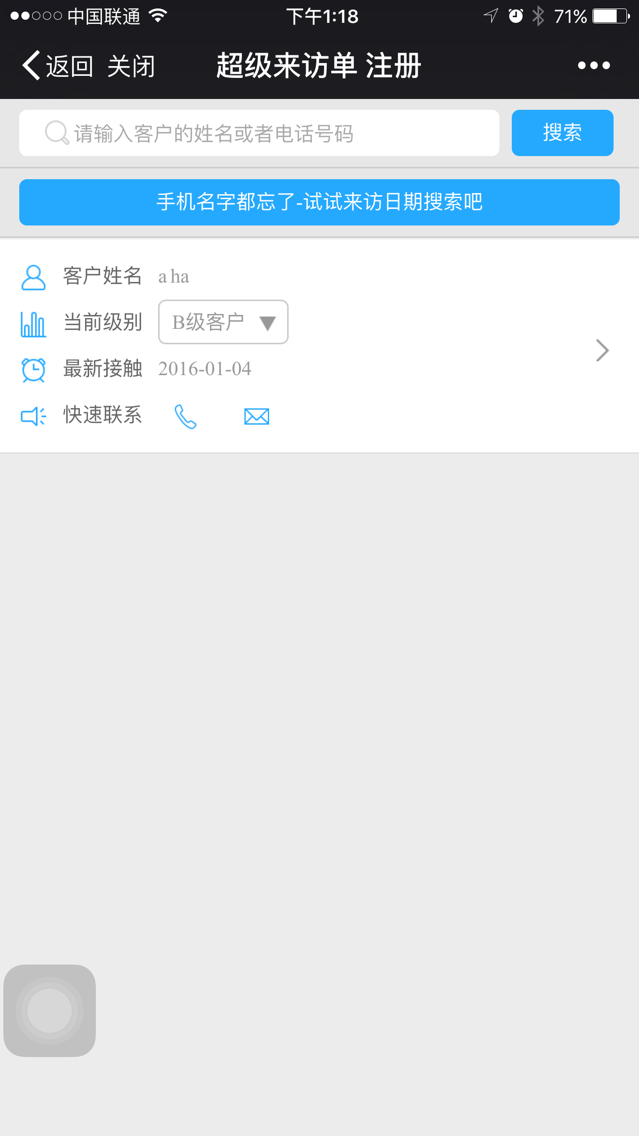 中国联通 下午1:18 71%
返回 关闭 超级来访单 注册
请输入客户的姓名或者电话号码 搜索
手机名字都忘了-试试来访日期搜索吧
客户姓名 a ha
当前级别 B级客户
最新接触 2016-01-04
快速联系